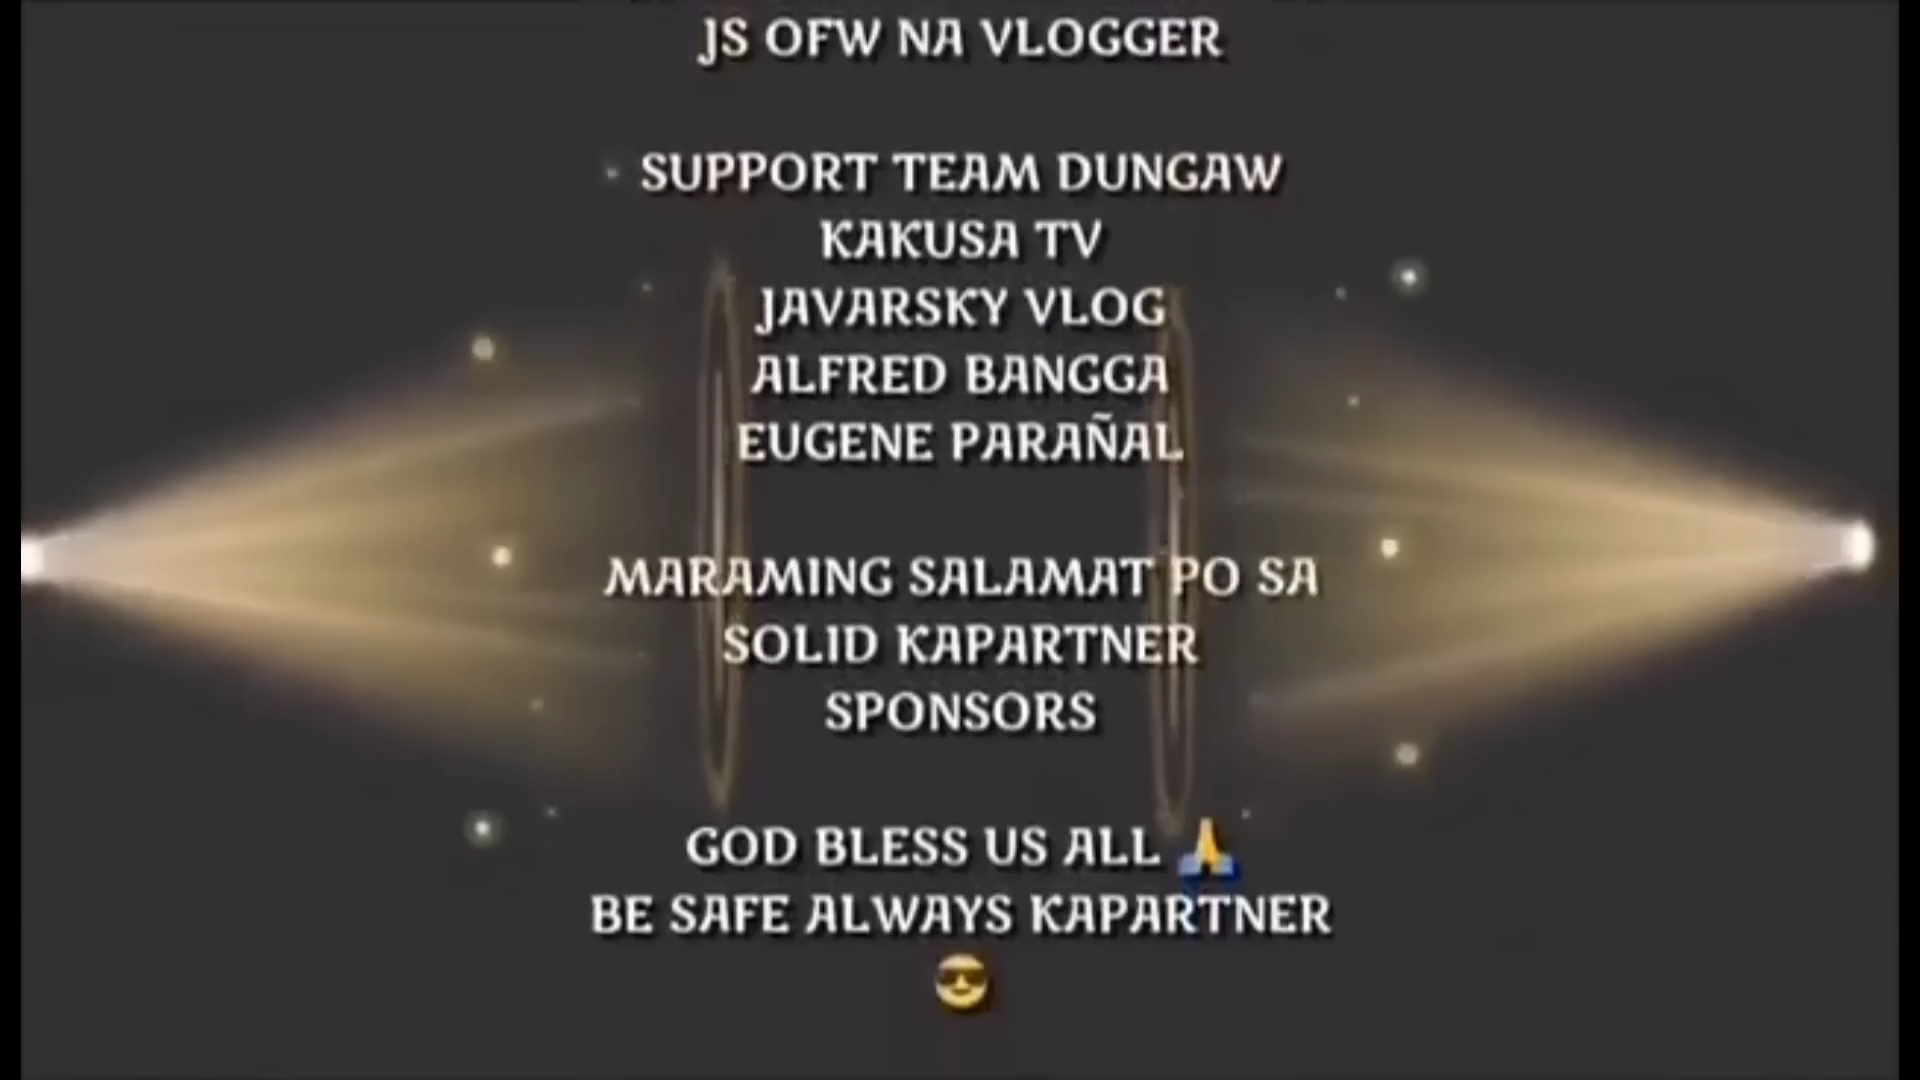 JS OFW NA VLOGGER
SUPPORT TEAM DUNGAW
KAKUSA TV
JAVARSKY VLOG
ALFRED BANGGA
EUGENE PARAÑAL
MARAMING SALAMAT PO SA
SOLID KAPARTNER
SPONSORS
GOD BLESS US ALL 🙏
BE SAFE ALWAYS KAPARTNER
😎